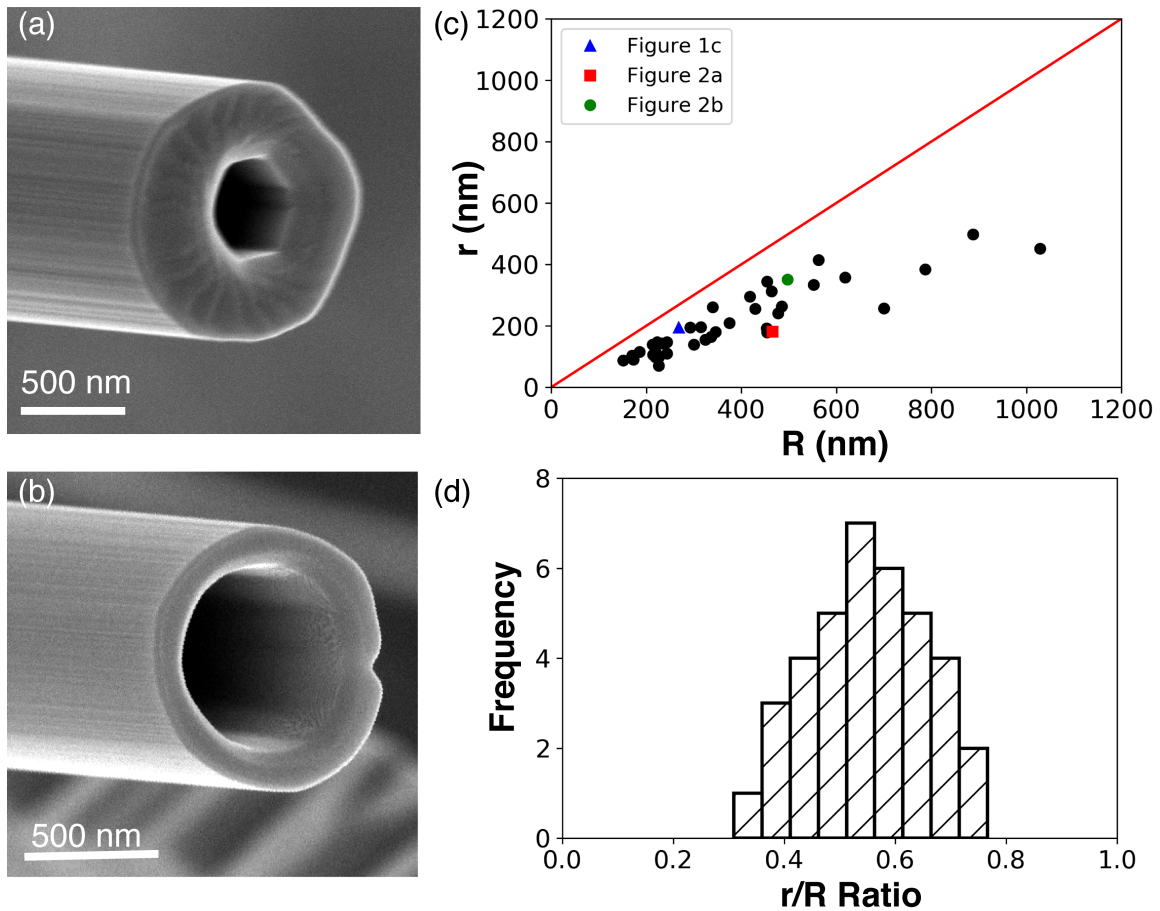 (a)
500 nm
(b)
500 nm
(c)
1200
1000
800
600
400
200
0
r (nm)
Figure 1c
Figure 2a
Figure 2b
0 200 400 600 800 1000 1200
R (nm)
(d)
8
6
4
2
0
Frequency
0.0 0.2 0.4 0.6 0.8 1.0
r/R Ratio